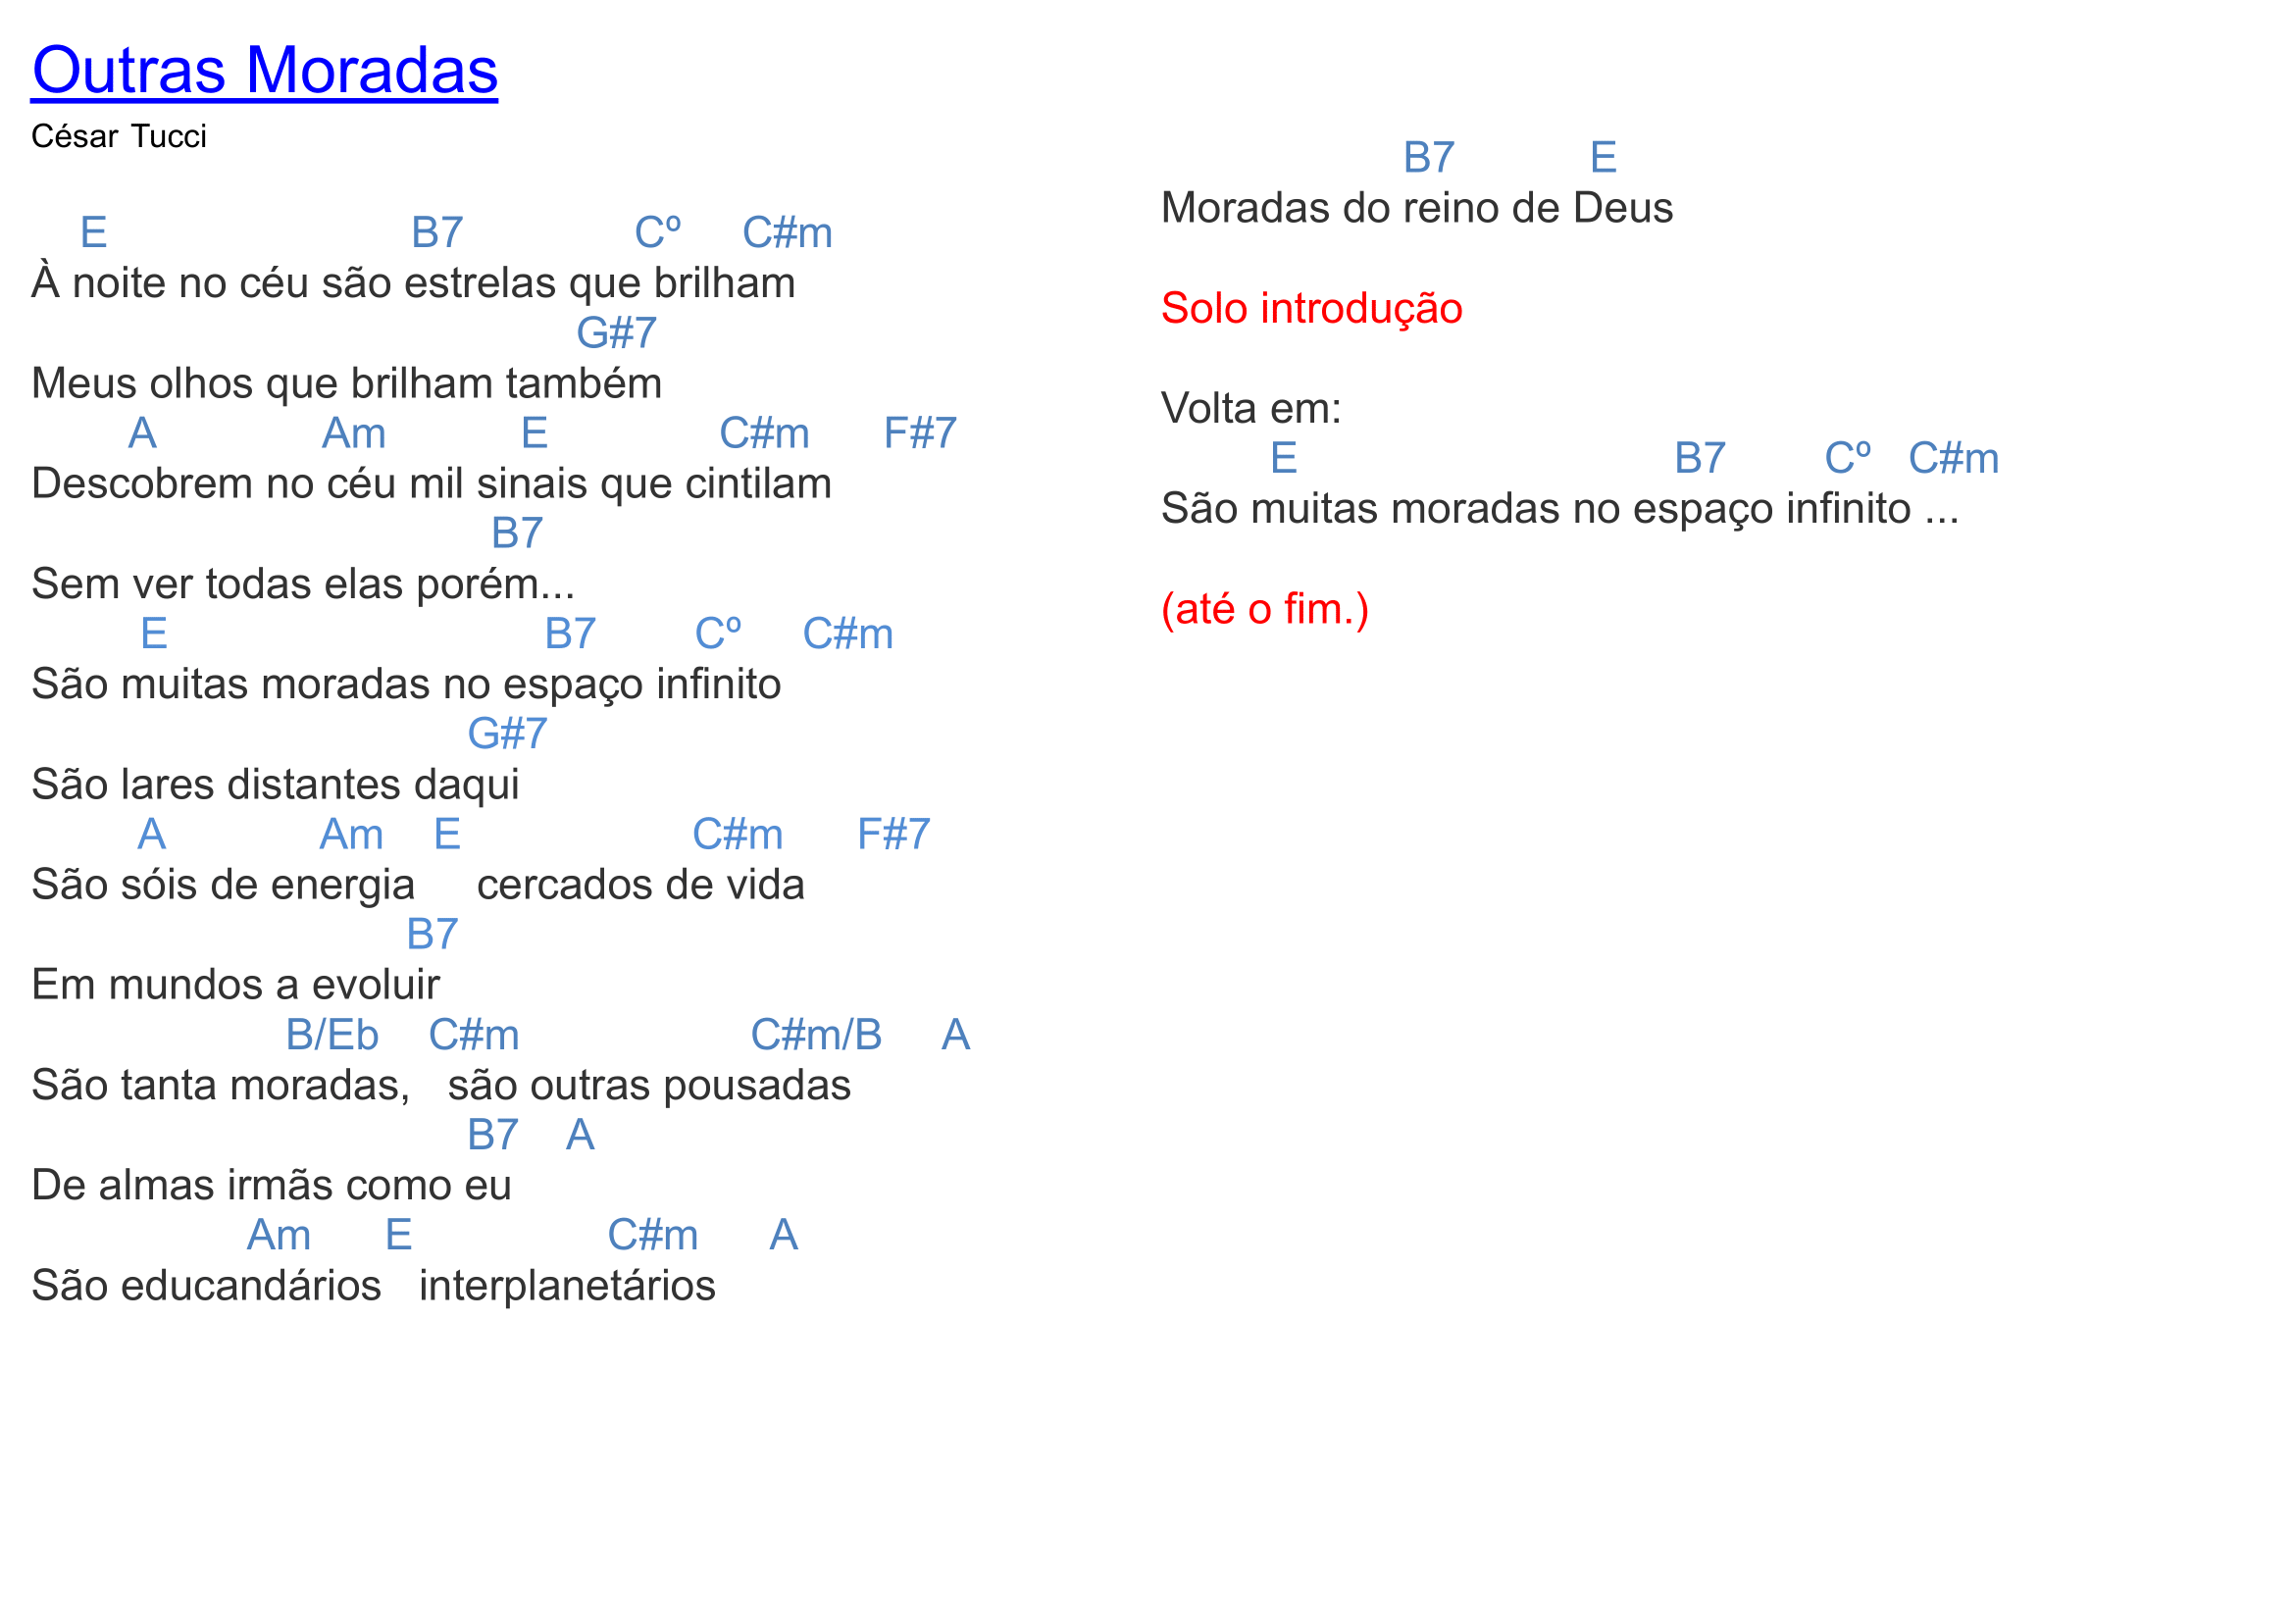 Outras Moradas
César Tucci
E B7 Cº C#m
À noite no céu são estrelas que brilham
G#7
Meus olhos que brilham também
A Am E C#m F#7
Descobrem no céu mil sinais que cintilam
B7
Sem ver todas elas porém...
E B7 Cº C#m
São muitas moradas no espaço infinito
G#7
São lares distantes daqui
A Am E C#m F#7
São sóis de energia cercados de vida
B7
Em mundos a evoluir
B/Eb C#m C#m/B A
São tanta moradas, são outras pousadas
B7 A
De almas irmãs como eu
Am E C#m A
São educandários interplanetários
B7 E
Moradas do reino de Deus
Solo introdução
Volta em:
E B7 Cº C#m
São muitas moradas no espaço infinito ...
(até o fim.)